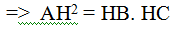 => AH² = HB. HC